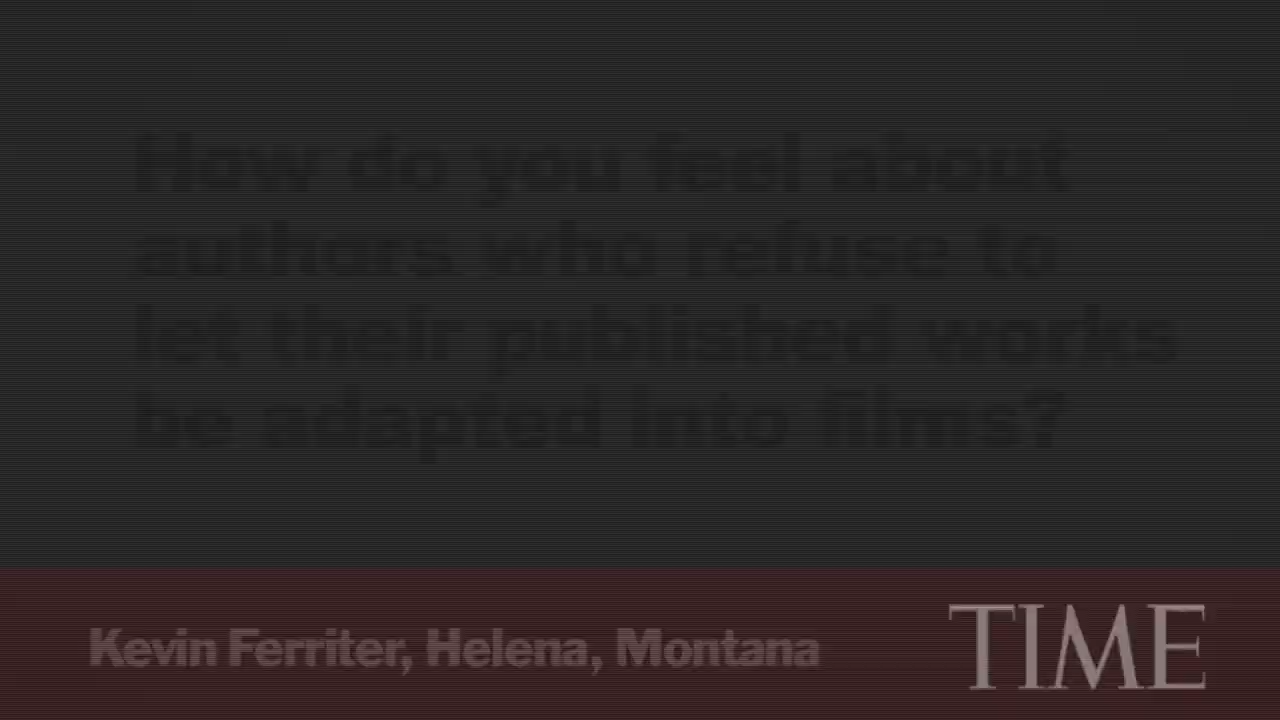 How do you feel about
authors who refuse to
let their published works
be adapted into films?
Kevin Ferriter, Helena, Montana
TIME